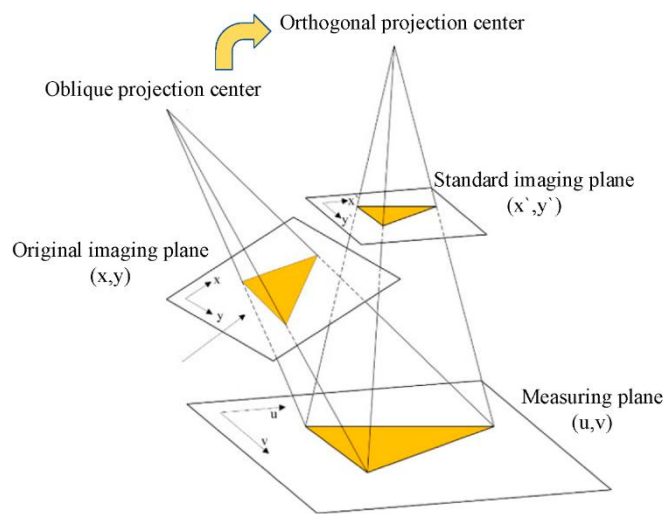 Orthogonal projection center
Oblique projection center
Standard imaging plane
(x`,y`)
x`
y`
Original imaging plane
(x,y)
x
y
Measuring plane
(u,v)
u
v